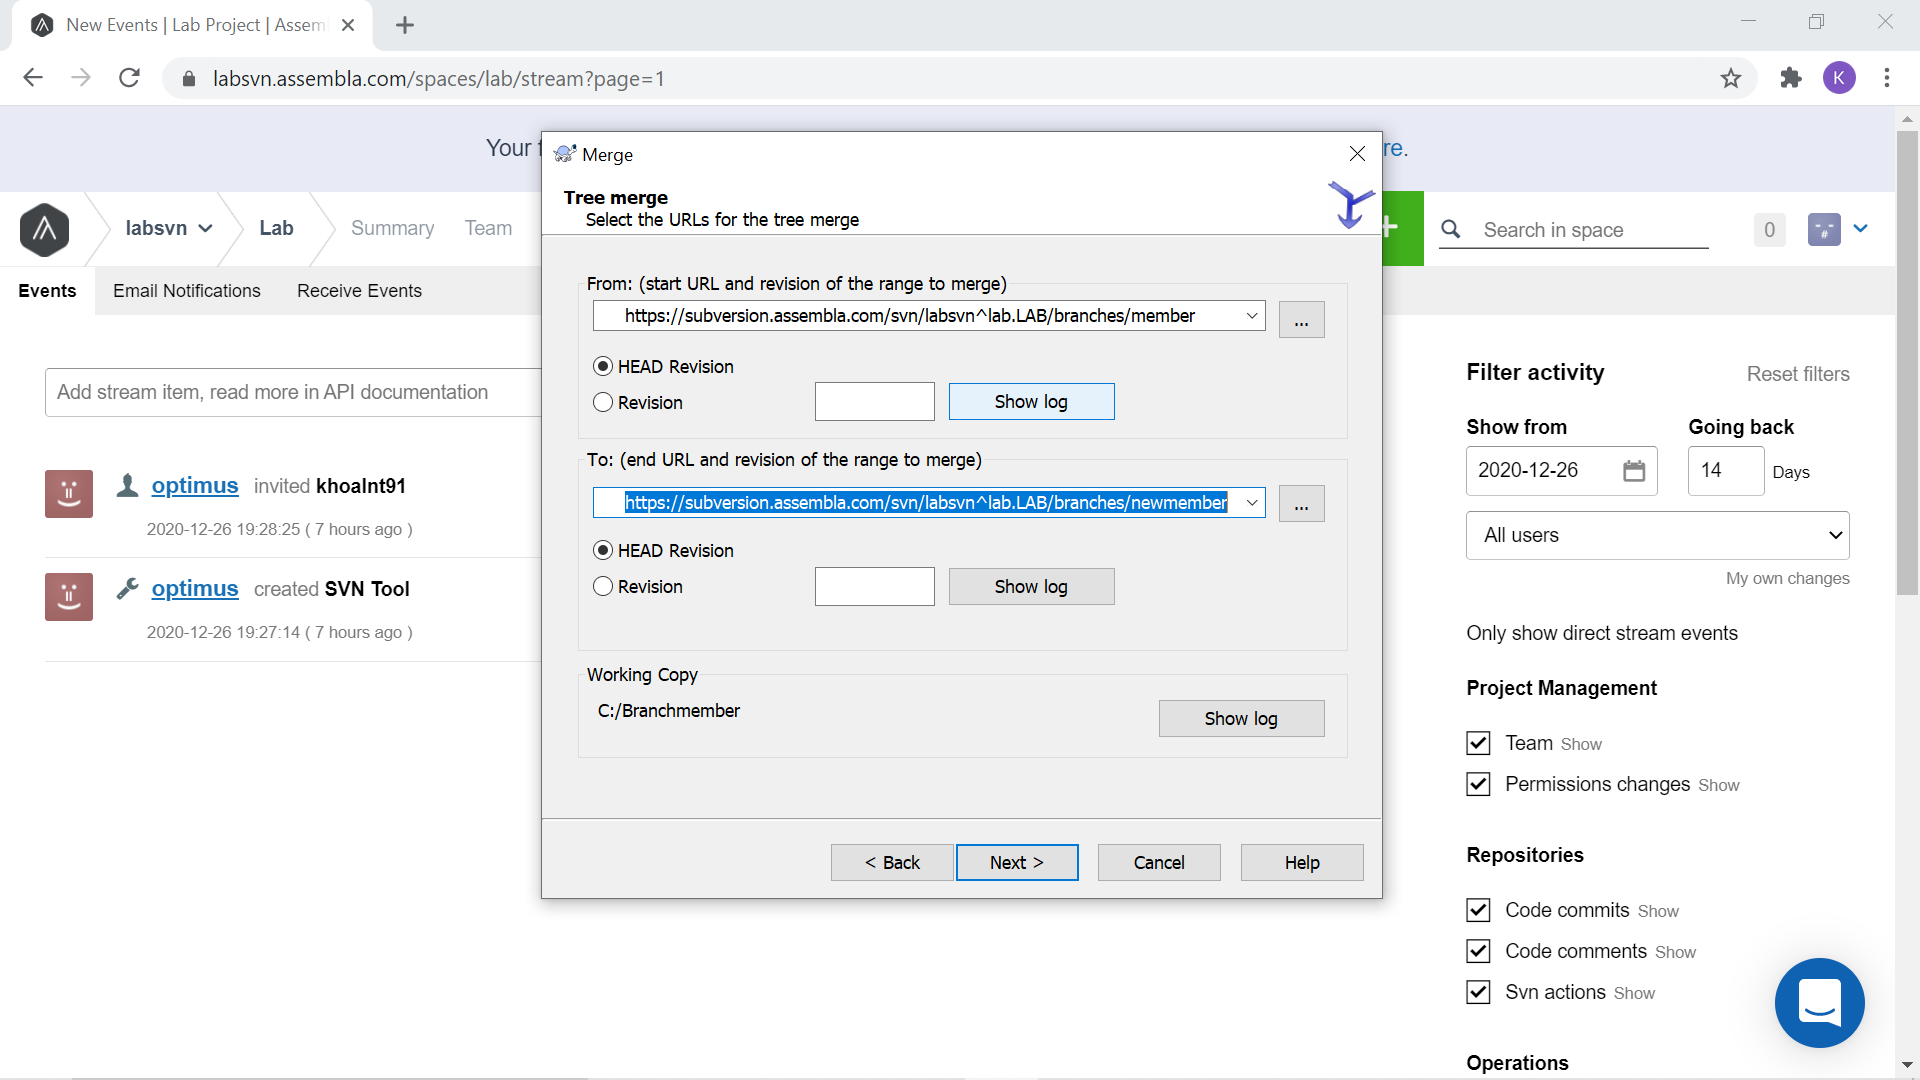 New Events | Lab Project | Assem
labsvn.assembla.com/spaces/lab/stream?page=1
K
Your
re.
labsvn
Lab
Summary
Team
+
Search in space
0
Events
Email Notifications
Receive Events
Add stream item, read more in API documentation
optimus invited khoalnt91
2020-12-26 19:28:25 ( 7 hours ago )
optimus created SVN Tool
2020-12-26 19:27:14 ( 7 hours ago )
Merge
Tree merge
Select the URLs for the tree merge
From: (start URL and revision of the range to merge)
https://subversion.assembla.com/svn/labsvn^lab.LAB/branches/member
...
HEAD Revision
Revision
Show log
To: (end URL and revision of the range to merge)
https://subversion.assembla.com/svn/labsvn^lab.LAB/branches/newmember
...
HEAD Revision
Revision
Show log
Working Copy
C:/Branchmember
Show log
< Back
Next >
Cancel
Help
Filter activity
Reset filters
Show from
Going back
2020-12-26
14
Days
All users
My own changes
Only show direct stream events
Project Management
Team Show
Permissions changes Show
Repositories
Code commits Show
Code comments Show
Svn actions Show
Operations